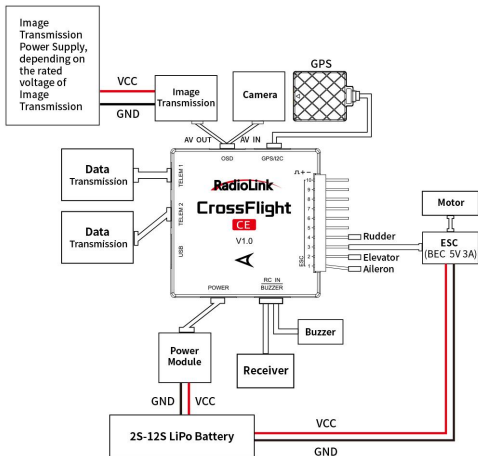 Image
Transmission
Power Supply,
depending on
the rated
voltage of
Image
Transmission
VCC
GND
Image
Transmission
Camera
GPS
AV OUT
AV IN
OSD
GPS/I2C
Data
Transmission
TELEM 1
Data
Transmission
TELEM 2
USB
RadioLink
CrossFlight
CE
V1.0
POWER
RC IN
BUZZER
+ -
10
9
8
7
6
5
4
3
2
1
ESC
Rudder
Elevator
Aileron
Motor
ESC
(BEC 5V 3A)
Power
Module
Receiver
Buzzer
GND
VCC
2S-12S LiPo Battery
VCC
GND